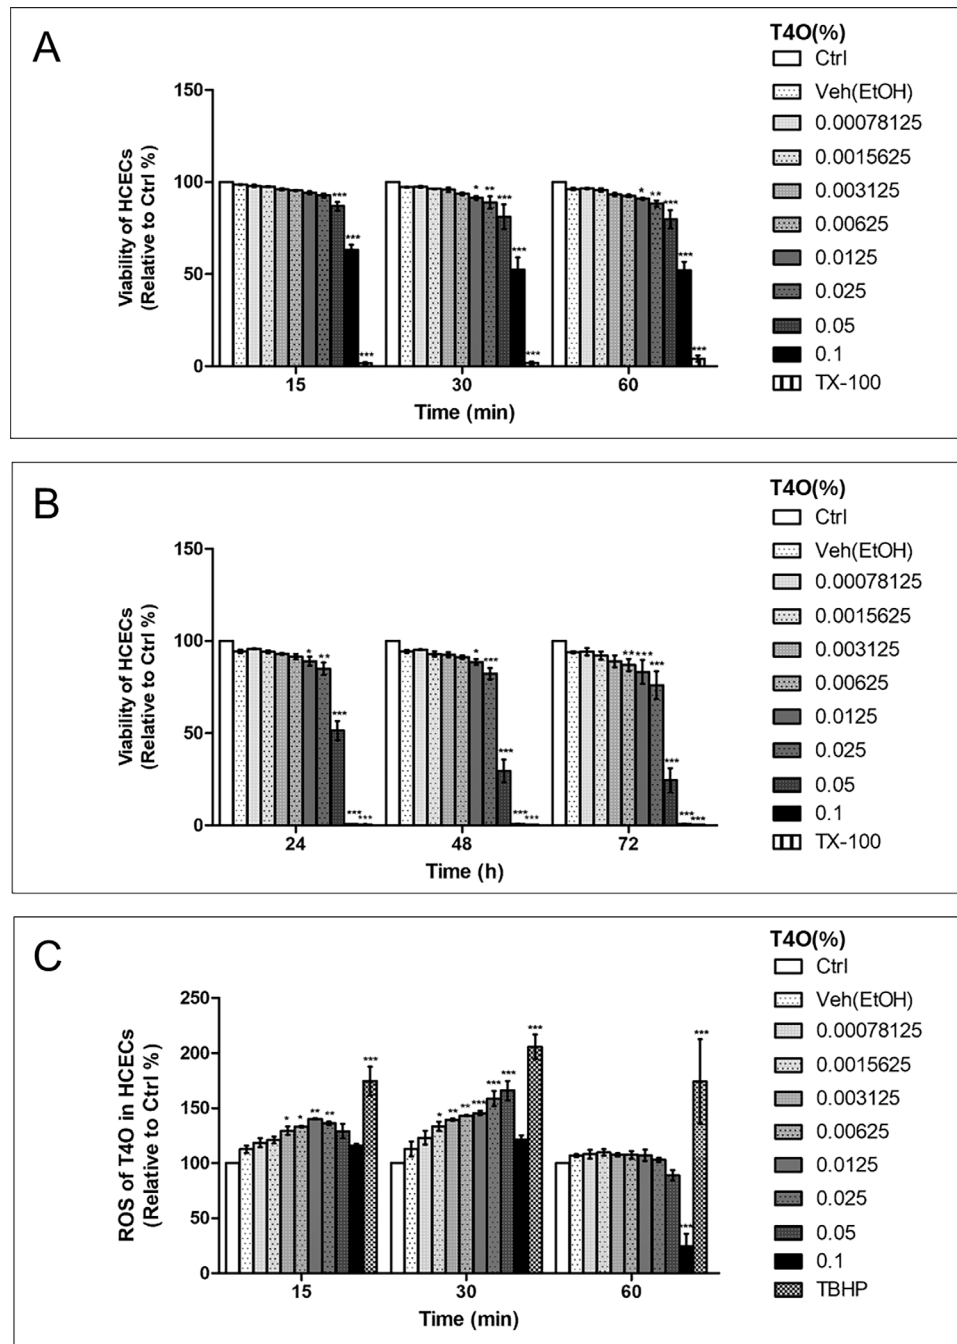 A
T4O(%)
Ctrl
Veh(EtOH)
0.00078125
0.0015625
0.003125
0.00625
0.0125
0.025
0.05
0.1
TX-100
Viability of HCECs
(Relative to Ctrl %)
150
100
50
0
***
***
***
* ** ***
***
***
* ** ***
***
***
15 30 60
Time (min)
B
T4O(%)
Ctrl
Veh(EtOH)
0.00078125
0.0015625
0.003125
0.00625
0.0125
0.025
0.05
0.1
TX-100
Viability of HCECs
(Relative to Ctrl %)
150
100
50
0
* **
***
*** ***
* ***
***
*** ***
** *** ***
***
*** ***
24 48 72
Time (h)
C
T4O(%)
Ctrl
Veh(EtOH)
0.00078125
0.0015625
0.003125
0.00625
0.0125
0.025
0.05
0.1
TBHP
ROS of T4O in HCECs
(Relative to Ctrl %)
250
200
150
100
50
0
* * ** **
***
* ** ** *** *** ***
***
***
***
15 30 60
Time (min)